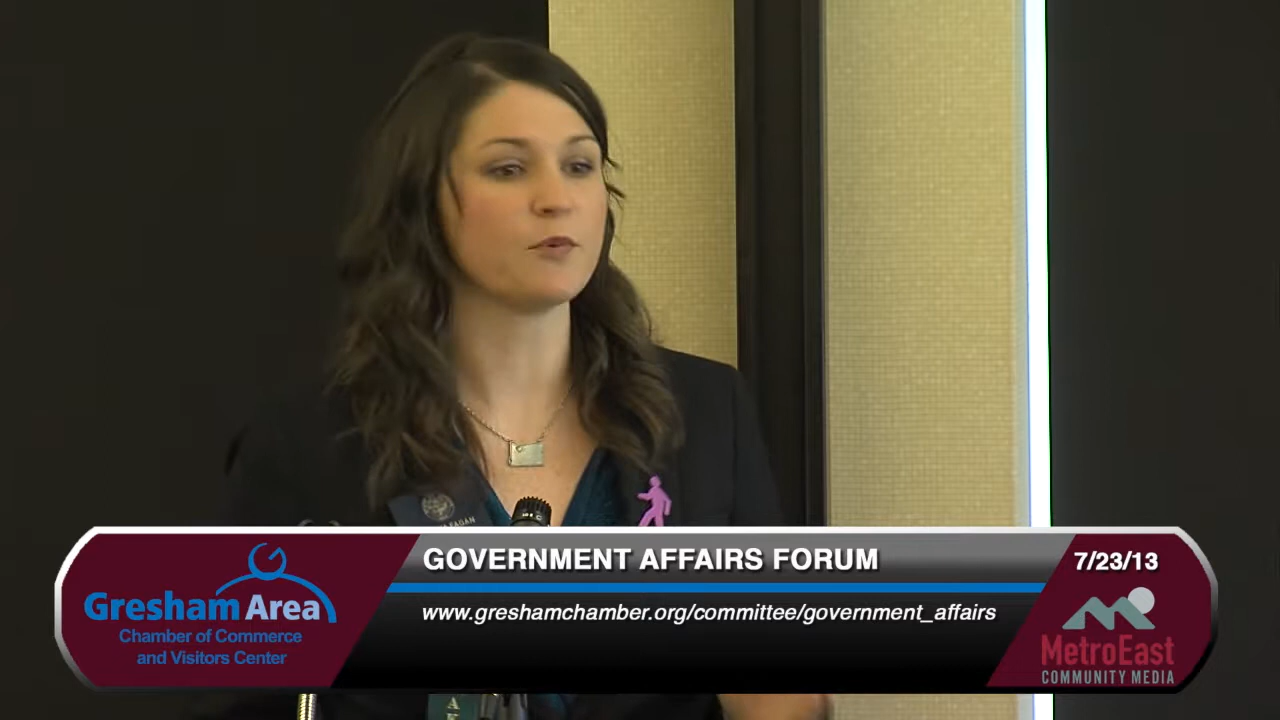 GOVERNMENT AFFAIRS FORUM
7/23/13
www.greshamchamber.org/committee/government_affairs
Gresham Area
Chamber of Commerce
and Visitors Center
MetroEast
COMMUNITY MEDIA